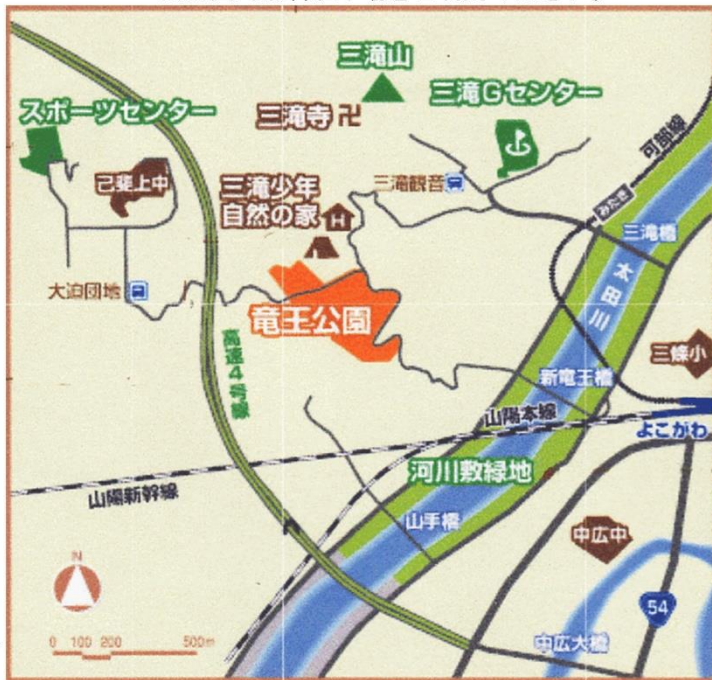 三滝山
三滝Gセンター
スポーツセンター
三滝寺 卍
可部線
己斐上中
三滝少年
自然の家
三滝観音
みたき
H
三滝橋
太田川
大迫団地
竜王公園
高速4号線
三篠小
新竜王橋
山陽本線
よこがわ
河川敷緑地
山陽新幹線
山手橋
中広中
N
54
0 100 200 500m
中広大橋